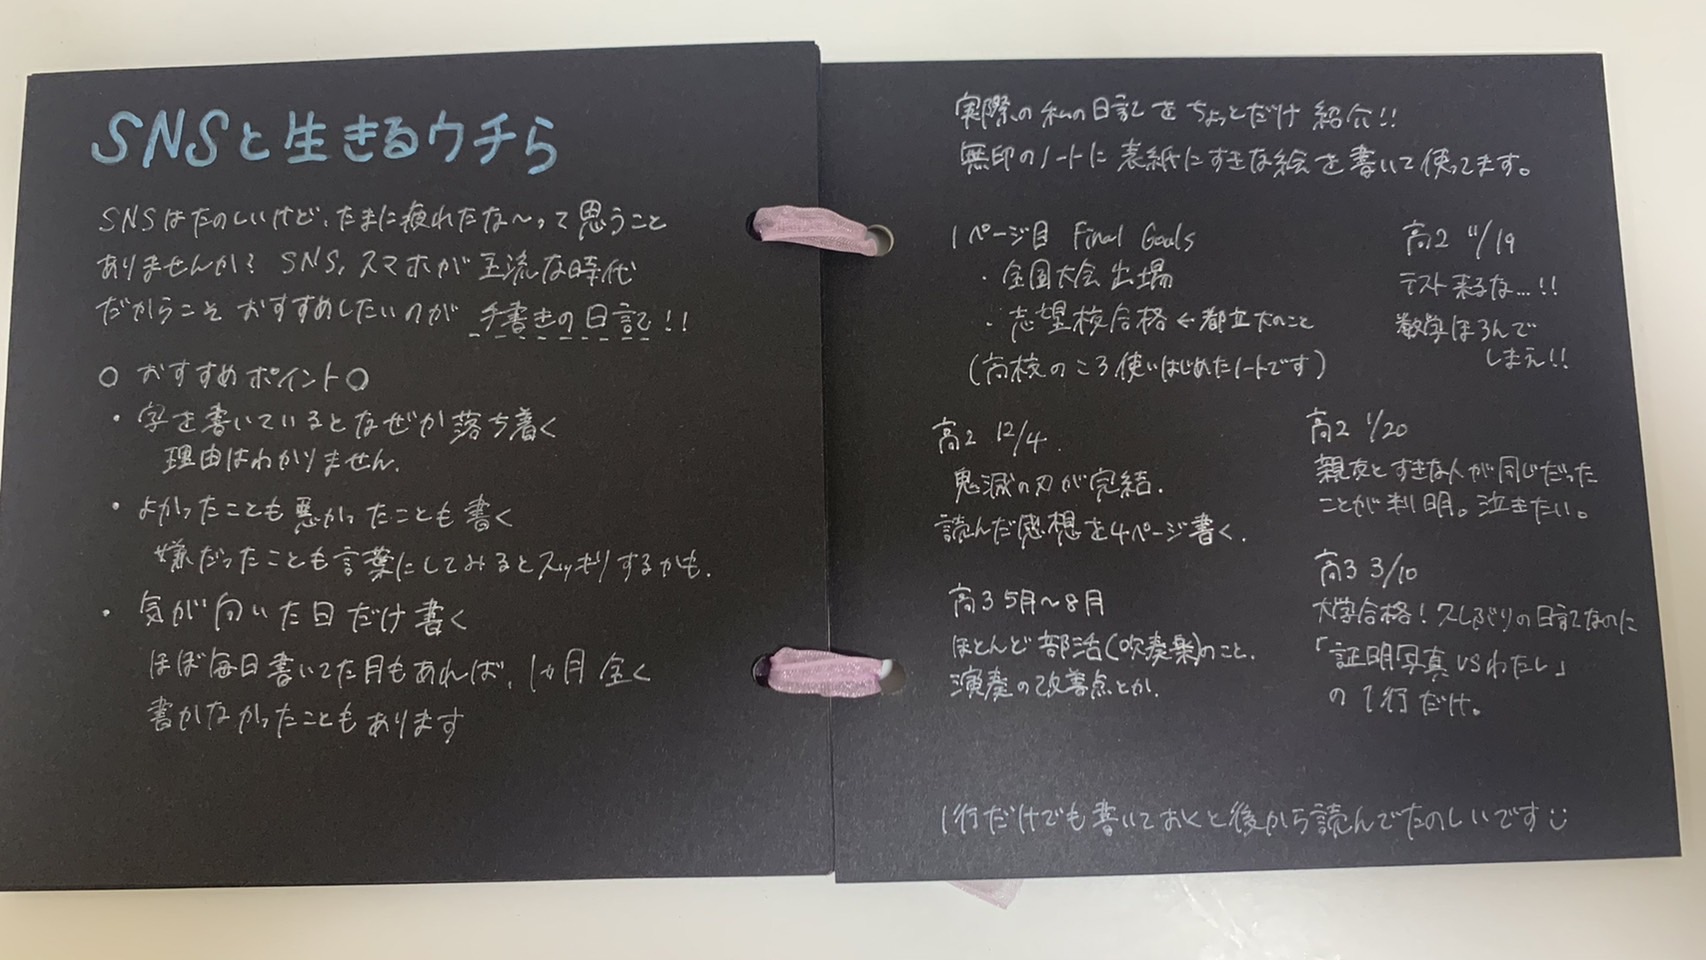 SNSと生きるウチら
SNSはたのしいけど、たまに疲れたな〜って思うこと
ありませんか? SNS、スマホが主流な時代
だからこそ おすすめしたいのが 手書きの日記!!
○ おすすめポイント○
・字を書いているとなぜか落ち着く
理由はわかりません.
・よかったことも悪かったことも書く
嫌だったことも言葉にしてみるとスッキリするかも.
・気が向いた日だけ書く
ほぼ毎日書いてた月もあれば、1ヵ月全く
書かなかったこともあります
実際の私の日記をちょっとだけ紹介!!
無印のノートに表紙にすきな絵を書いて使ってます。
1ページ目 Final Goals
・全国大会出場
・志望校合格 ← 都立大のこと
(高校のころ使いはじめたノートです)
高2 11/19
テスト来るな…!!
数学ほろんで
しまえ!!
高2 12/4.
鬼滅の刃が完結.
読んだ感想を4ページ書く.
高2 1/20
親友とすきな人が同じだった
ことが判明。泣きたい。
高3 5月〜8月
ほとんど部活(吹奏楽)のこと.
演奏の改善点とか.
高3 3/10
大学合格! 久しぶりの日記なのに
「証明写真vsわたし」
の1行だけ。
1行だけでも書いておくと後から読んでたのしいです